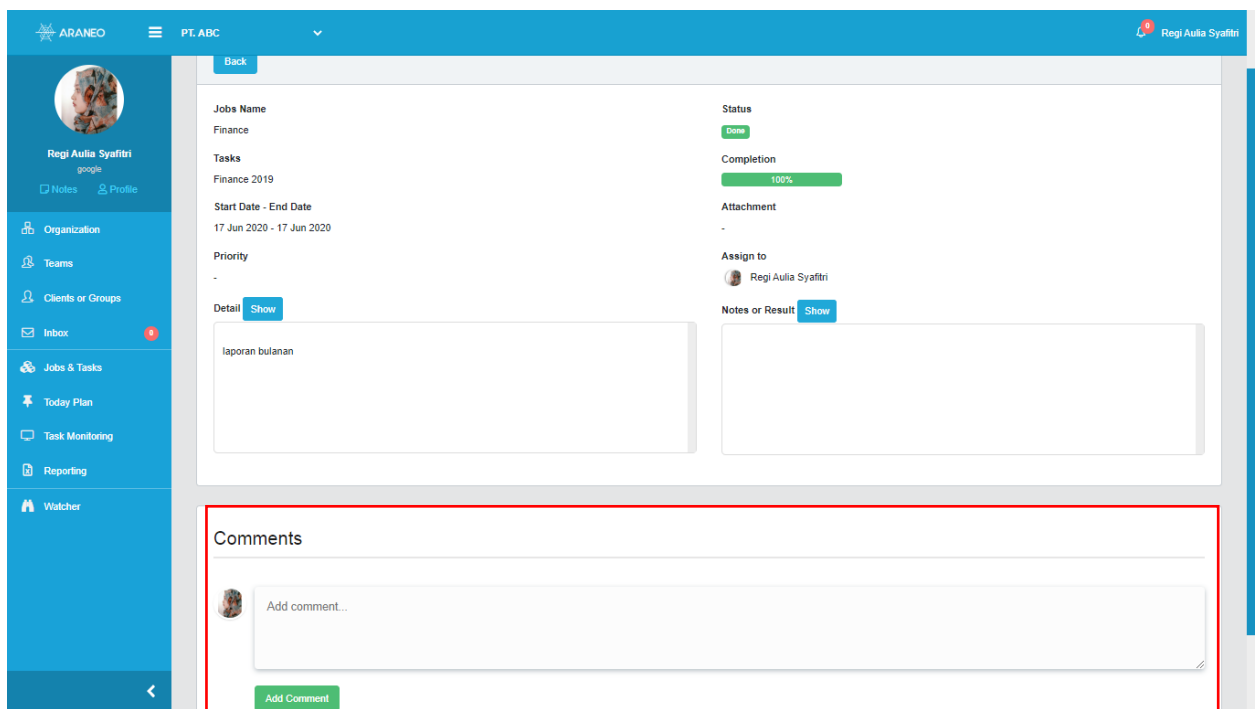 ARANEO
PT. ABC
0
Regi Aulia Syafitri
Regi Aulia Syafitri
google
Notes
Profile
Organization
Teams
Clients or Groups
Inbox
0
Jobs & Tasks
Today Plan
Task Monitoring
Reporting
Watcher
Back
Jobs Name
Finance
Tasks
Finance 2019
Start Date - End Date
17 Jun 2020 - 17 Jun 2020
Priority
-
Detail Show
laporan bulanan
Status
Done
Completion
100%
Attachment
-
Assign to
Regi Aulia Syafitri
Notes or Result Show
Comments
Add comment...
Add Comment